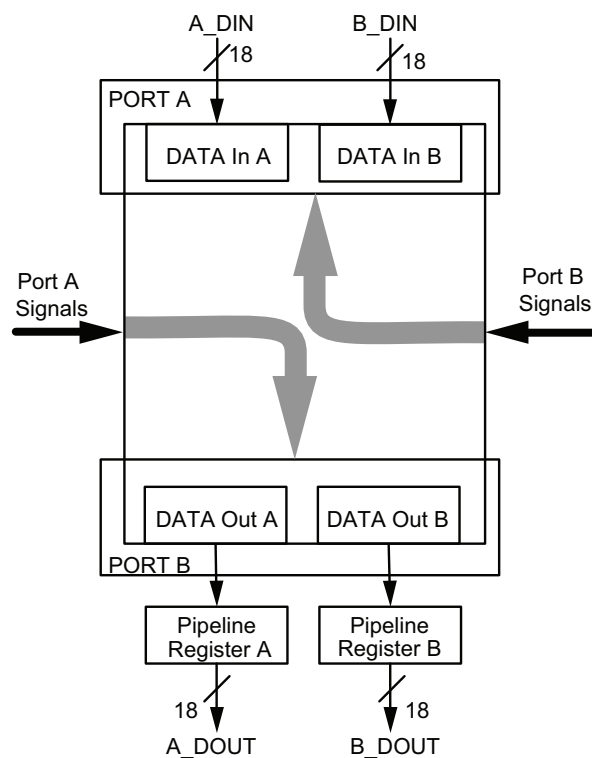 A_DIN
B_DIN
18
18
PORT A
DATA In A
DATA In B
Port A
Signals
Port B
Signals
DATA Out A
DATA Out B
PORT B
Pipeline
Register A
Pipeline
Register B
18
18
A_DOUT
B_DOUT